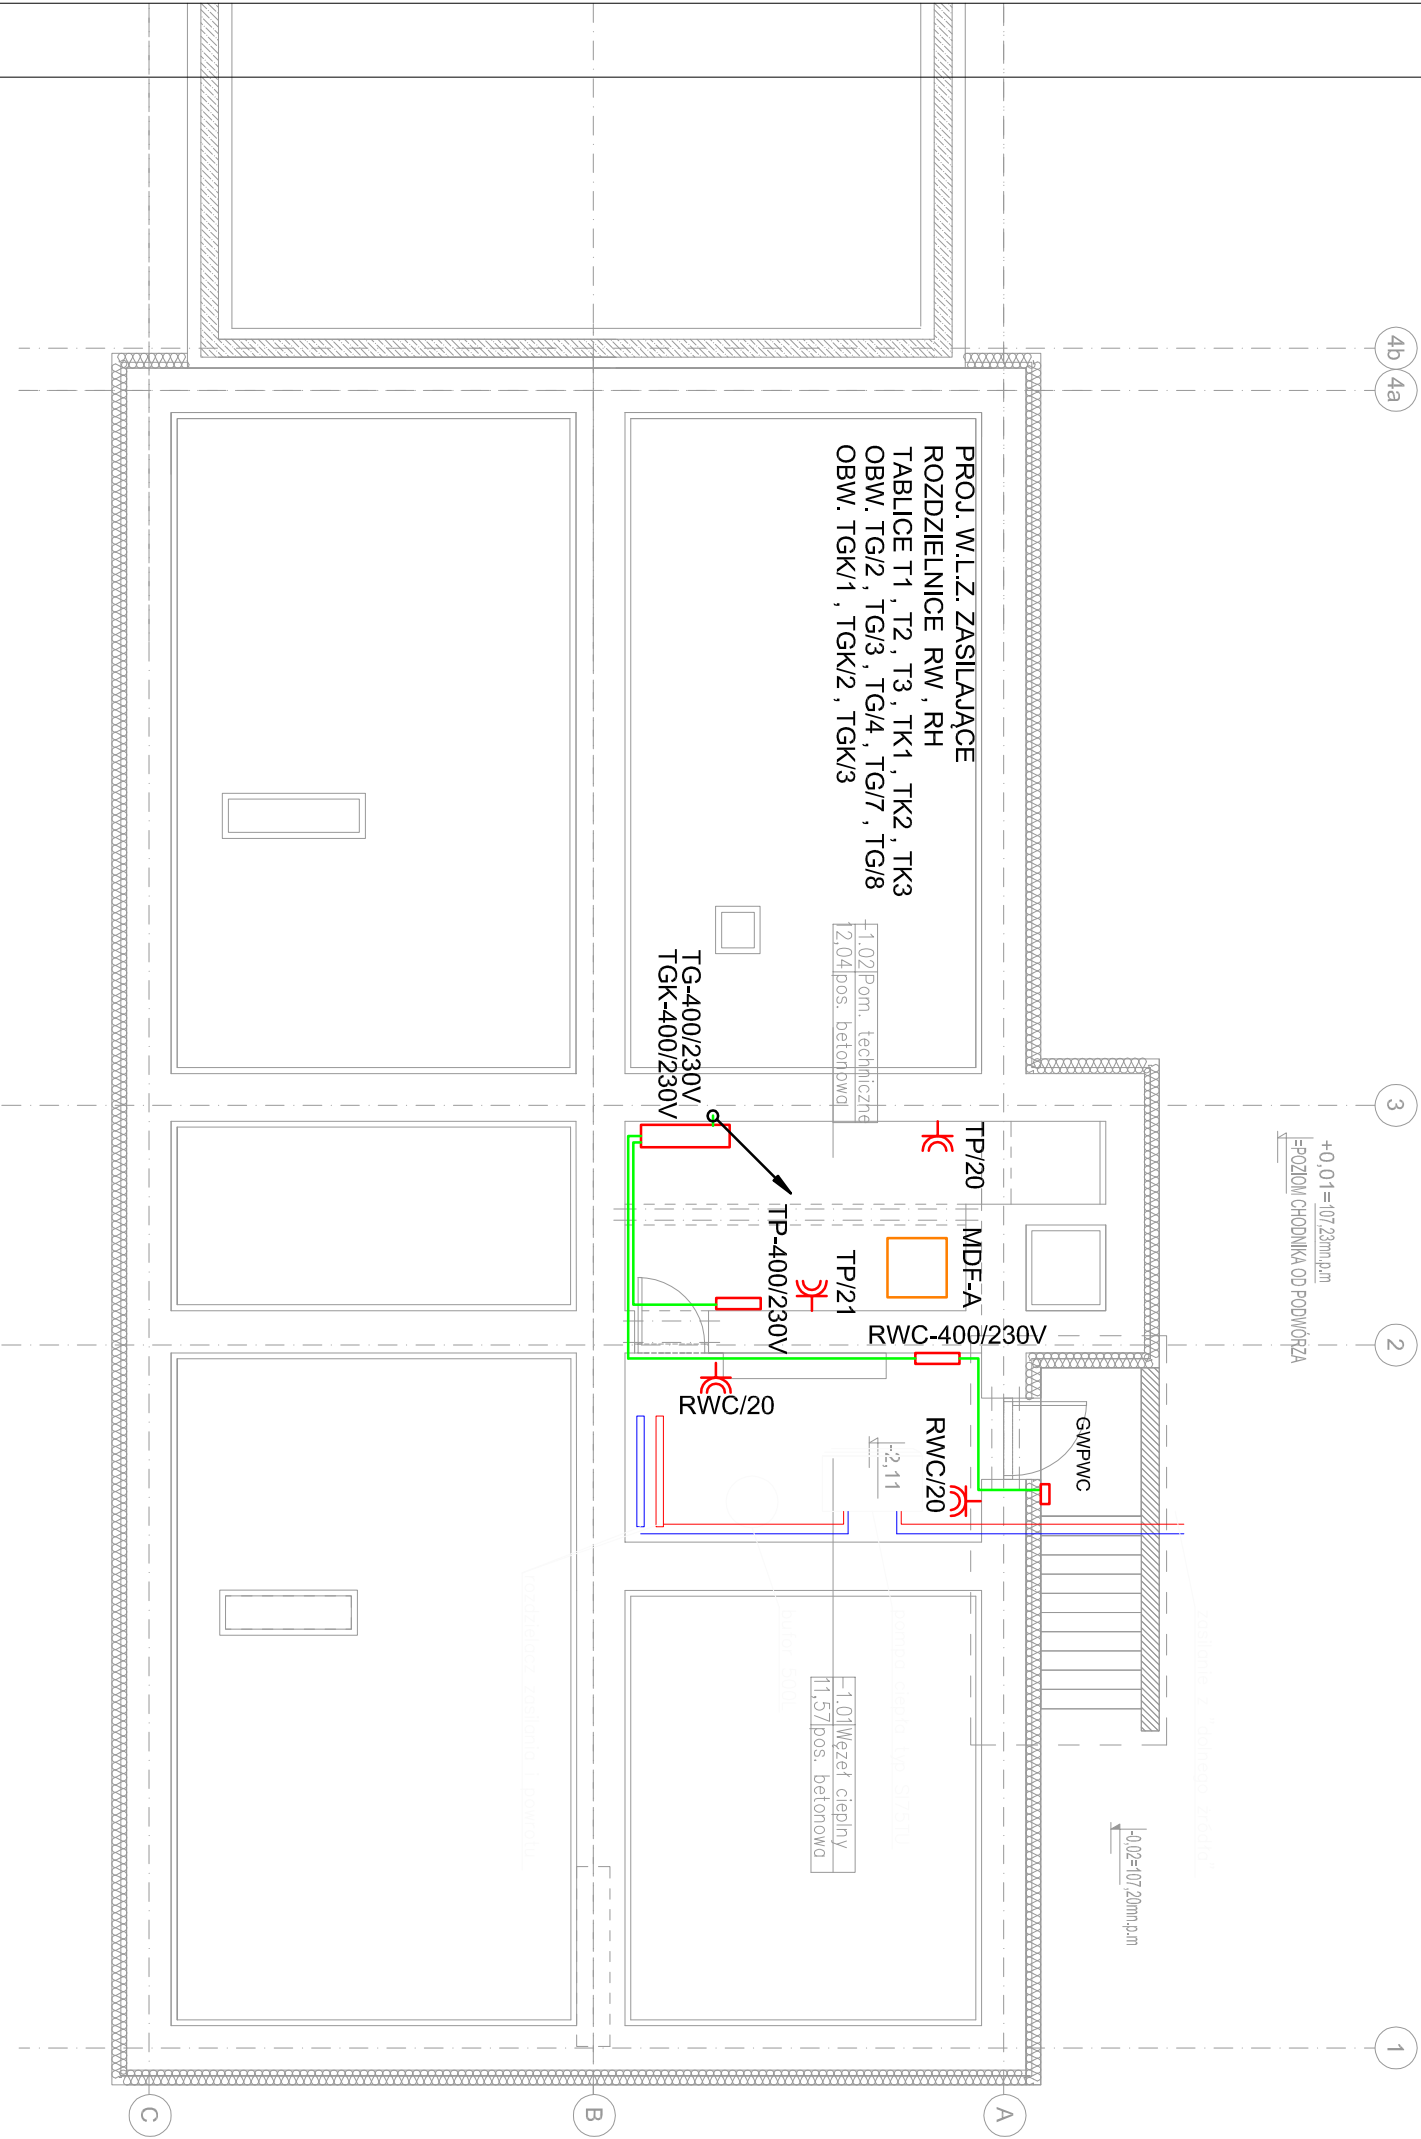 PROJ. W.L.Z. ZASILAJĄCE
ROZDZIELNICE RW , RH
TABLICE T1 , T2 , T3 , TK1 , TK2 , TK3
OBW. TG/2 , TG/3 , TG/4 , TG/7 , TG/8
OBW. TGK/1 , TGK/2 , TGK/3
4b
4a
3
2
1
A
B
C
+0,01=107,23mn.p.m
=POZIOM CHODNIKA OD PODWÓRZA
-0,02=107,20mn.p.m
-1.02 Pom. techniczne
12,04 pos. betonowa
TG-400/230V
TGK-400/230V
TP/20
MDF-A
TP/21
TP-400/230V
RWC-400/230V
RWC/20
RWC/20
GWPWC
-2,11
-1.01 Węzeł cieplny
11,57 pos. betonowa